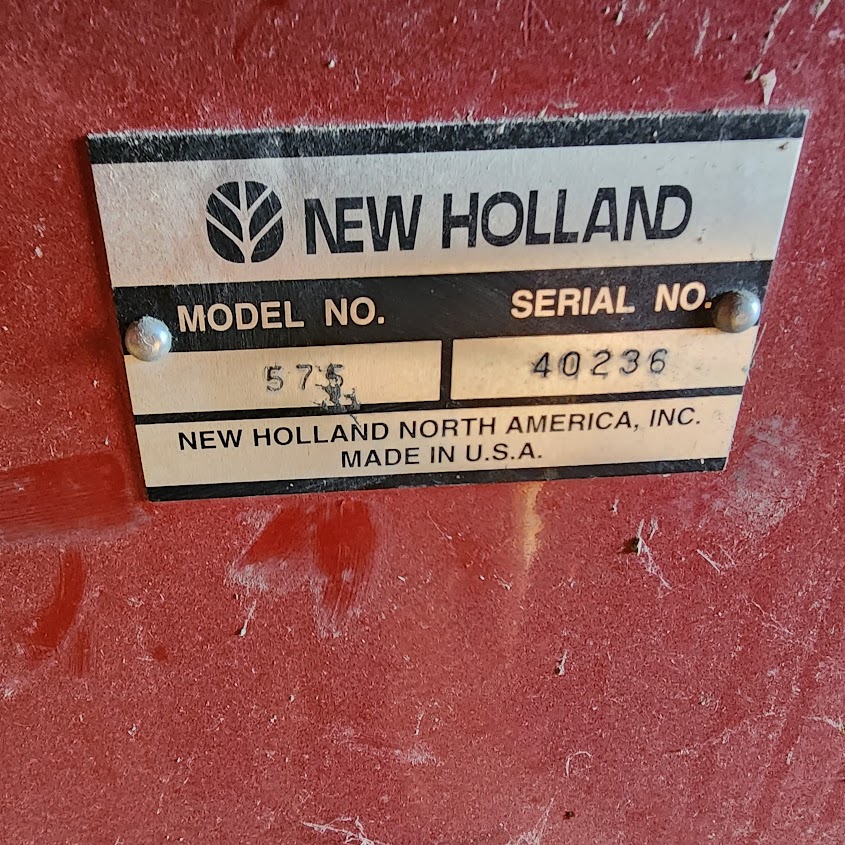 NEW HOLLAND
MODEL NO. SERIAL NO.
575 40236
NEW HOLLAND NORTH AMERICA, INC.
MADE IN U.S.A.